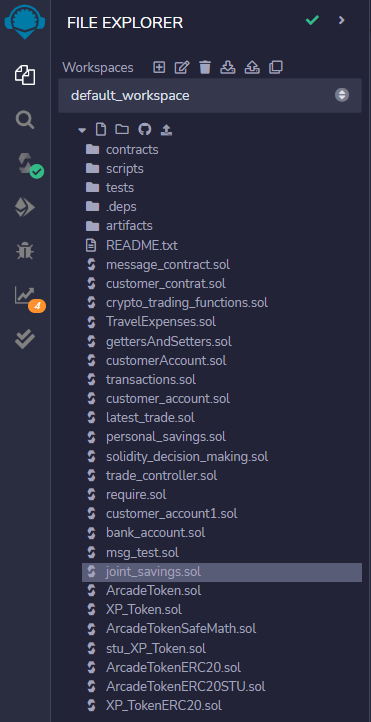 FILE EXPLORER
Workspaces
default_workspace
contracts
scripts
tests
.deps
artifacts
README.txt
message_contract.sol
customer_contrat.sol
crypto_trading_functions.sol
TravelExpenses.sol
gettersAndSetters.sol
customerAccount.sol
transactions.sol
customer_account.sol
latest_trade.sol
personal_savings.sol
4
solidity_decision_making.sol
trade_controller.sol
require.sol
customer_account1.sol
bank_account.sol
msg_test.sol
joint_savings.sol
ArcadeToken.sol
XP_Token.sol
ArcadeTokenSafeMath.sol
stu_XP_Token.sol
ArcadeTokenERC20.sol
ArcadeTokenERC20STU.sol
XP_TokenERC20.sol